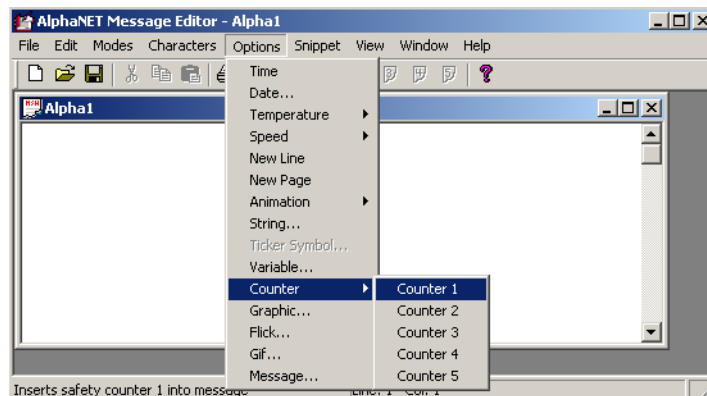 AlphaNET Message Editor - Alpha1
File Edit Modes Characters Options Snippet View Window Help
Alpha1
Time
Date...
Temperature
Speed
New Line
New Page
Animation
String...
Ticker Symbol...
Variable...
Counter
Graphic...
Flick...
Gif...
Message...
Counter 1
Counter 2
Counter 3
Counter 4
Counter 5
Inserts safety counter 1 into message
Line: 1 Col: 1